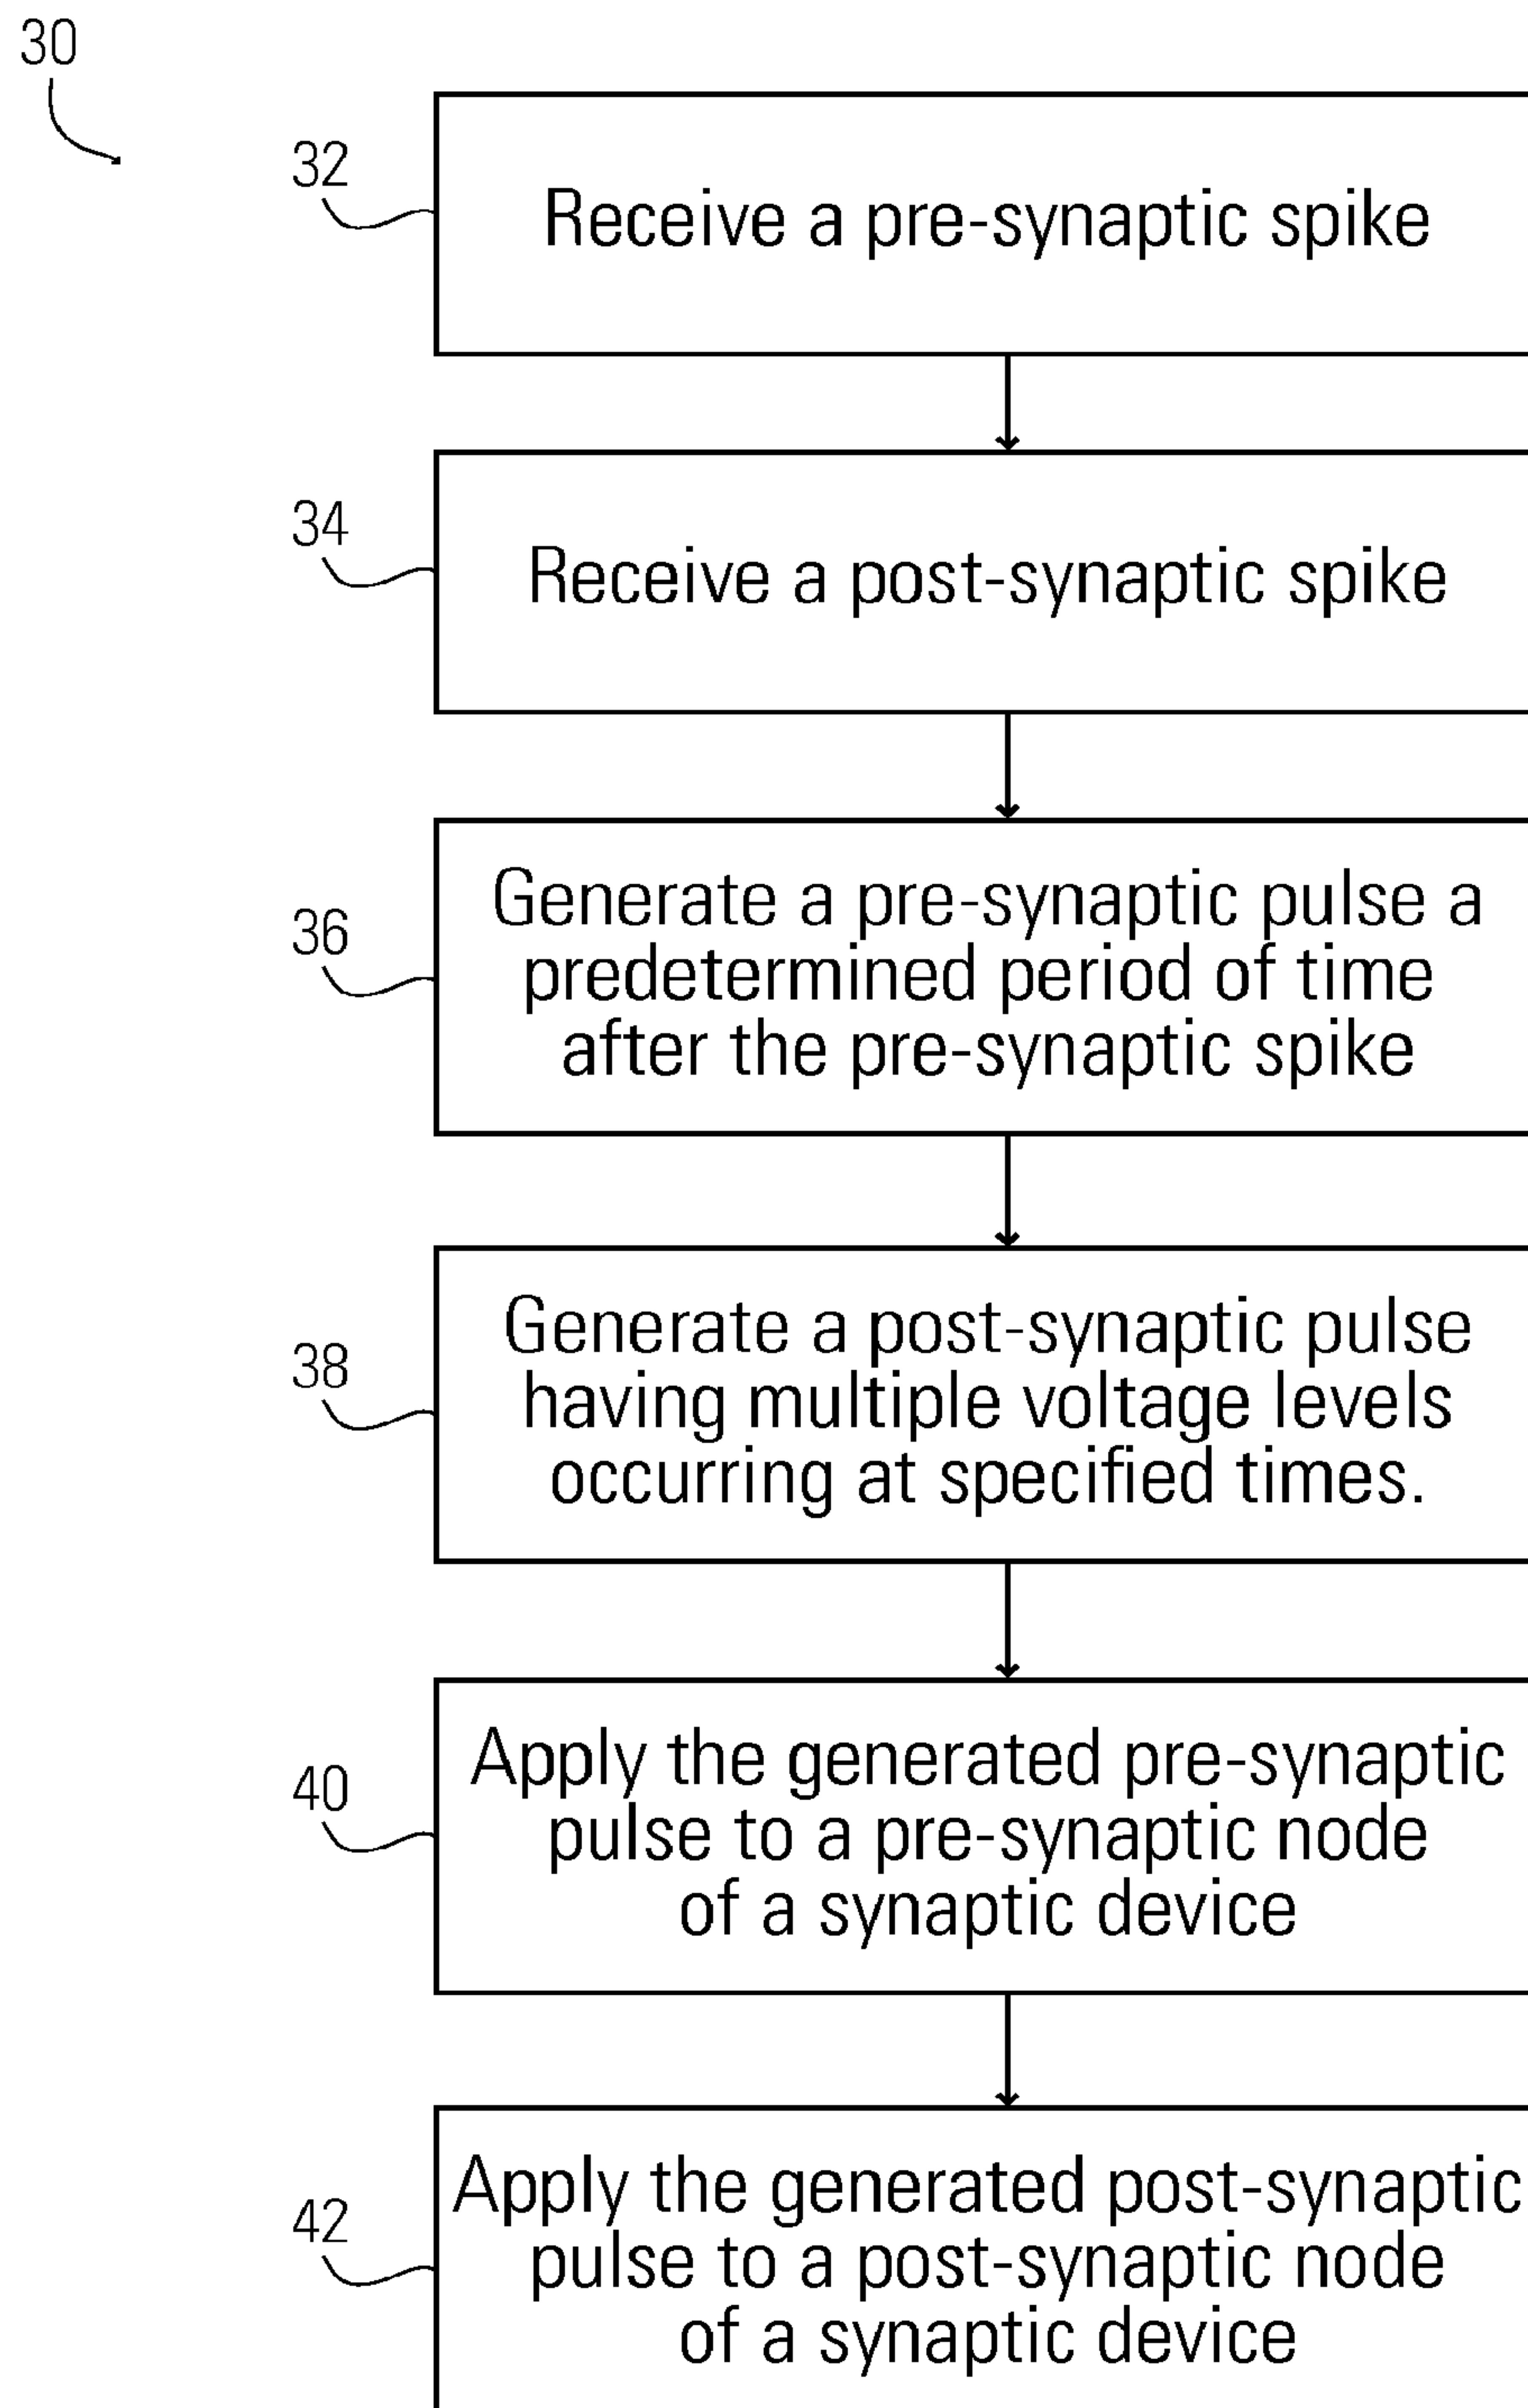 30
32
Receive a pre-synaptic spike
34
Receive a post-synaptic spike
36
Generate a pre-synaptic pulse a
predetermined period of time
after the pre-synaptic spike
38
Generate a post-synaptic pulse
having multiple voltage levels
occurring at specified times.
40
Apply the generated pre-synaptic
pulse to a pre-synaptic node
of a synaptic device
42
Apply the generated post-synaptic
pulse to a post-synaptic node
of a synaptic device